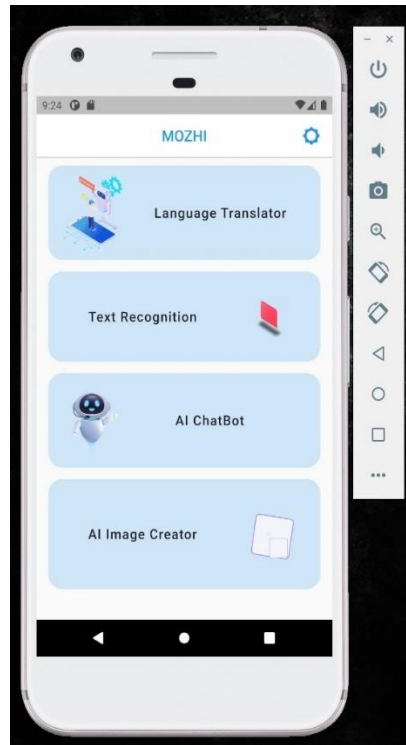 9:24
MOZHI
Language Translator
Text Recognition
AI ChatBot
AI Image Creator